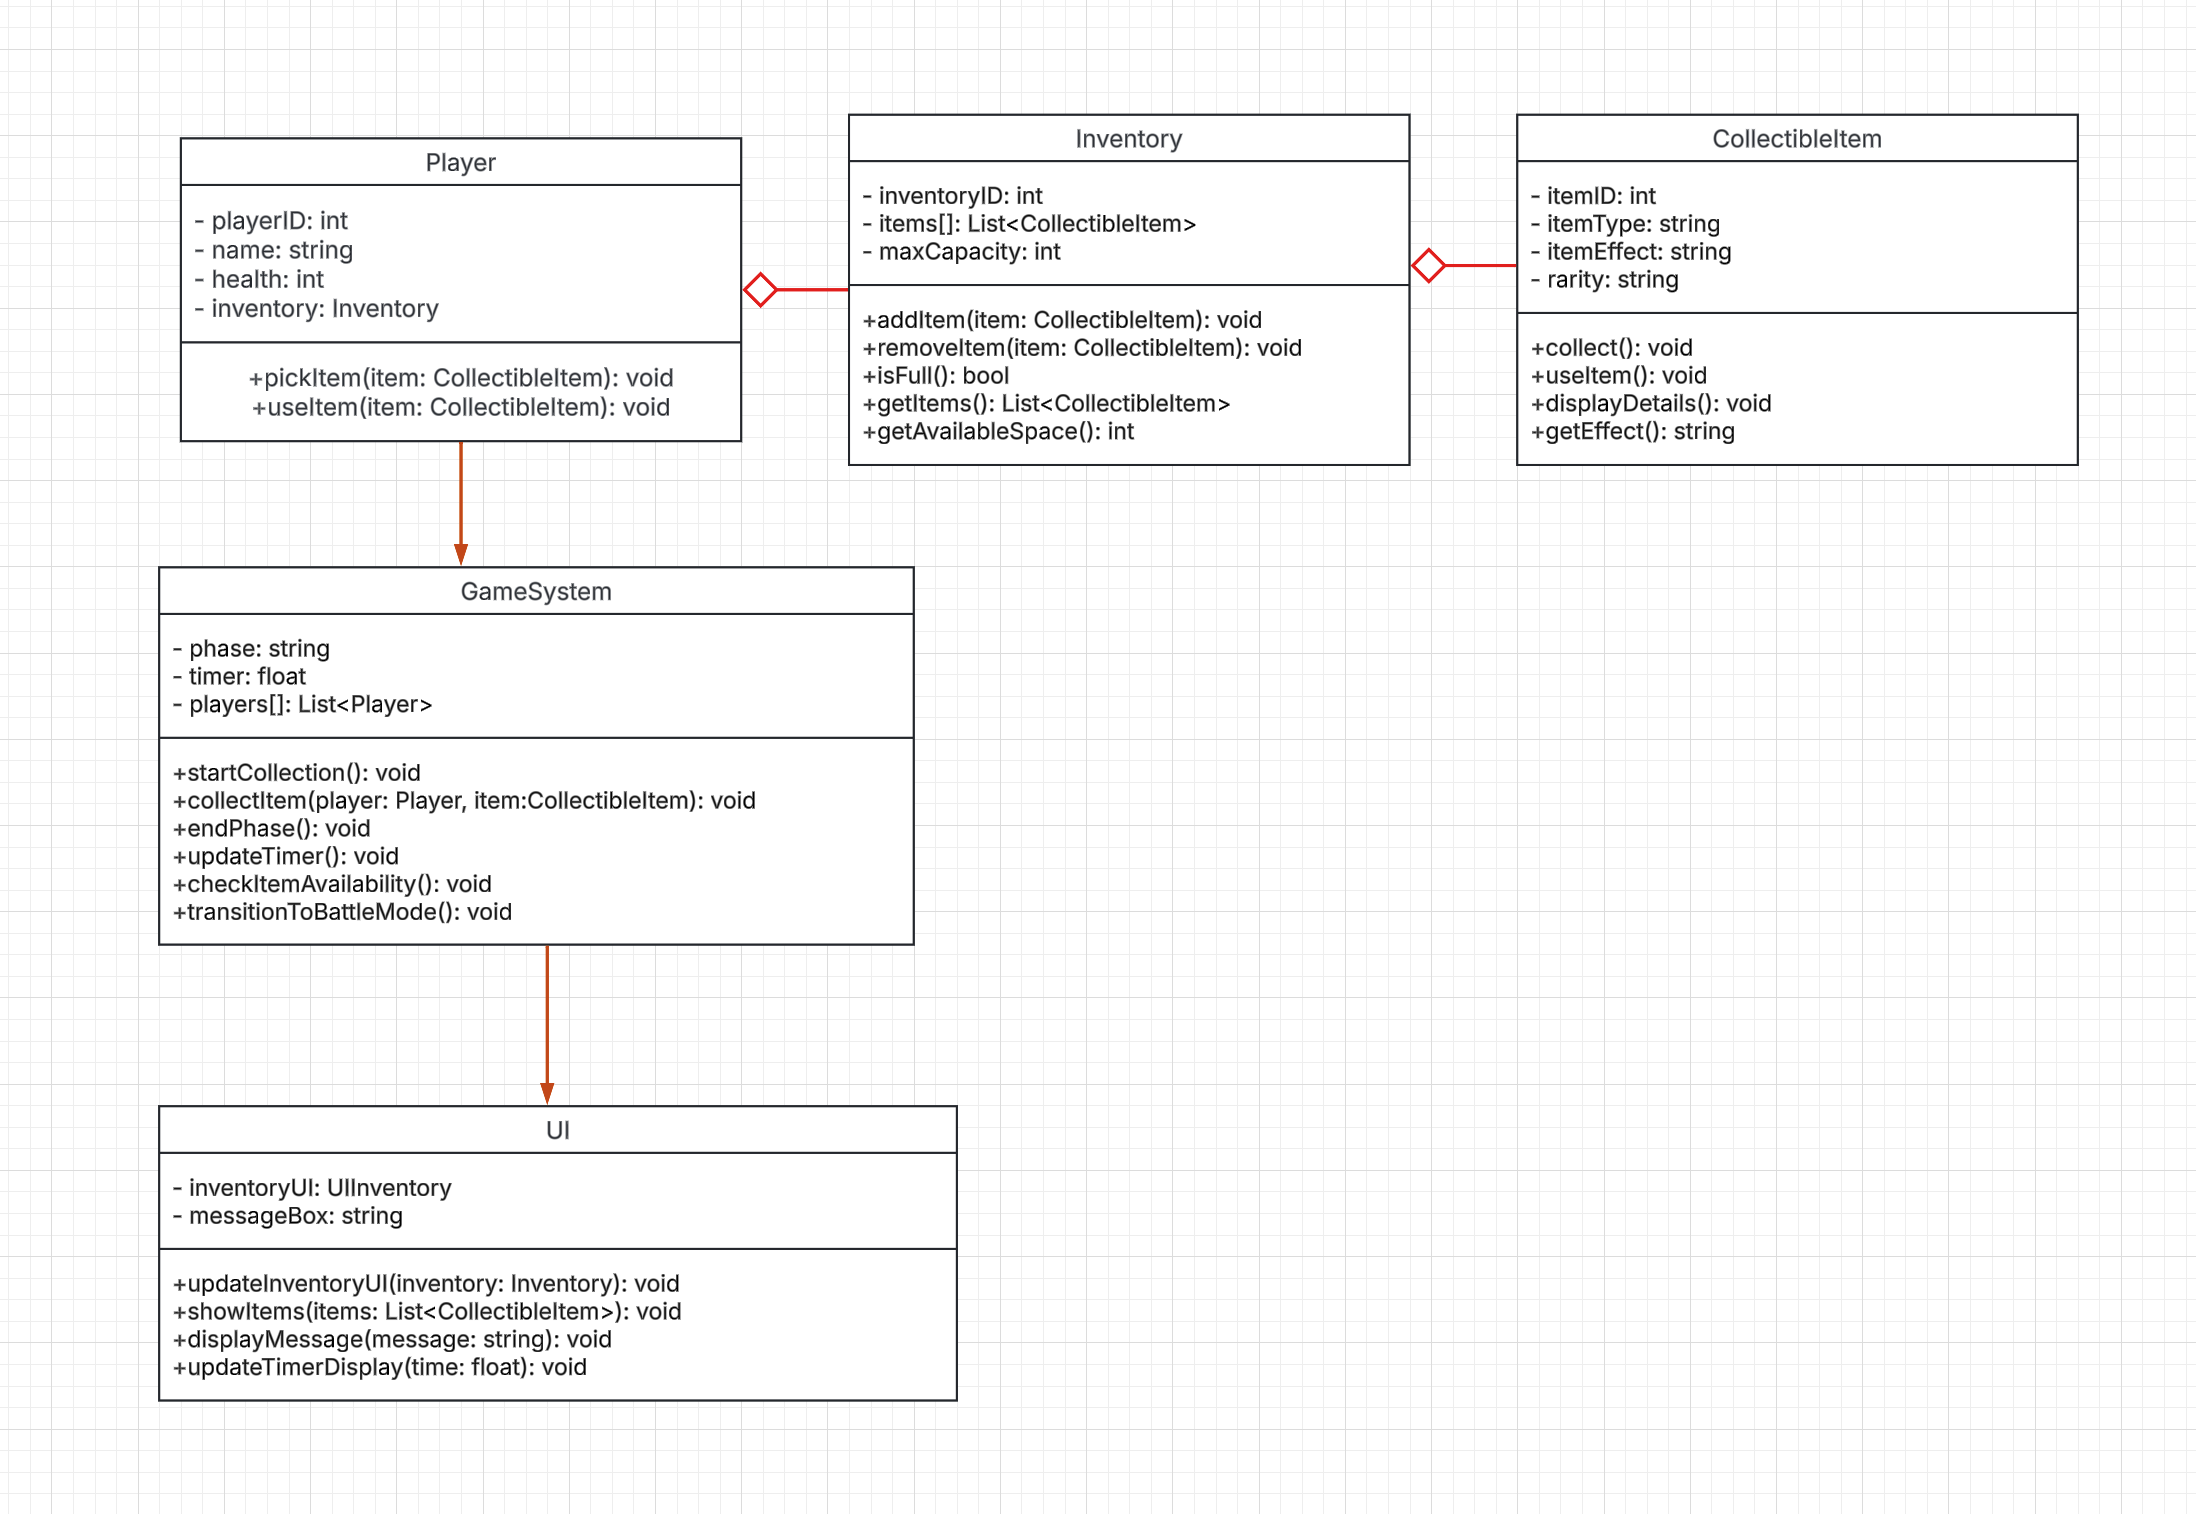 Player
- playerID: int
- name: string
- health: int
- inventory: Inventory
+pickItem(item: CollectibleItem): void
+useItem(item: CollectibleItem): void
Inventory
- inventoryID: int
- items[]: List<CollectibleItem>
- maxCapacity: int
+addItem(item: CollectibleItem): void
+removeItem(item: CollectibleItem): void
+isFull(): bool
+getItems(): List<CollectibleItem>
+getAvailableSpace(): int
CollectibleItem
- itemID: int
- itemType: string
- itemEffect: string
- rarity: string
+collect(): void
+useItem(): void
+displayDetails(): void
+getEffect(): string
GameSystem
- phase: string
- timer: float
- players[]: List<Player>
+startCollection(): void
+collectItem(player: Player, item:CollectibleItem): void
+endPhase(): void
+updateTimer(): void
+checkItemAvailability(): void
+transitionToBattleMode(): void
UI
- inventoryUI: UIInventory
- messageBox: string
+updateInventoryUI(inventory: Inventory): void
+showItems(items: List<CollectibleItem>): void
+displayMessage(message: string): void
+updateTimerDisplay(time: float): void